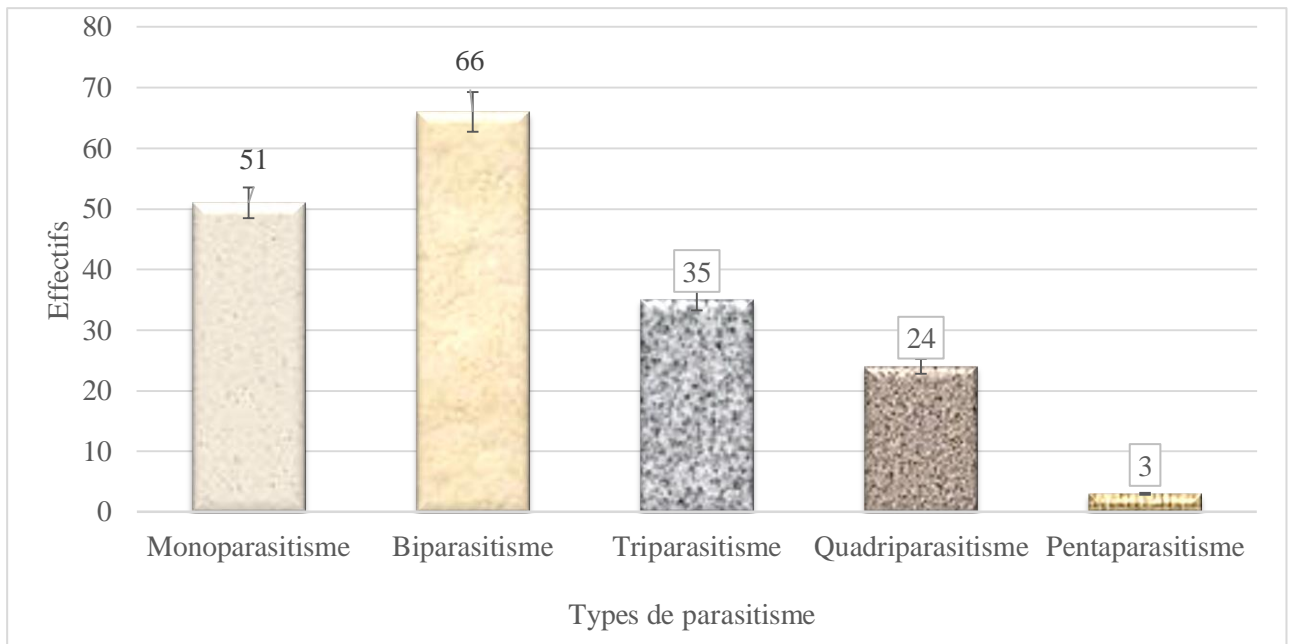 80
70
60
50
40
30
20
10
0
Effectifs
51
66
35
24
3
Monoparasitisme
Biparasitisme
Triparasitisme
Quadriparasitisme
Pentaparasitisme
Types de parasitisme